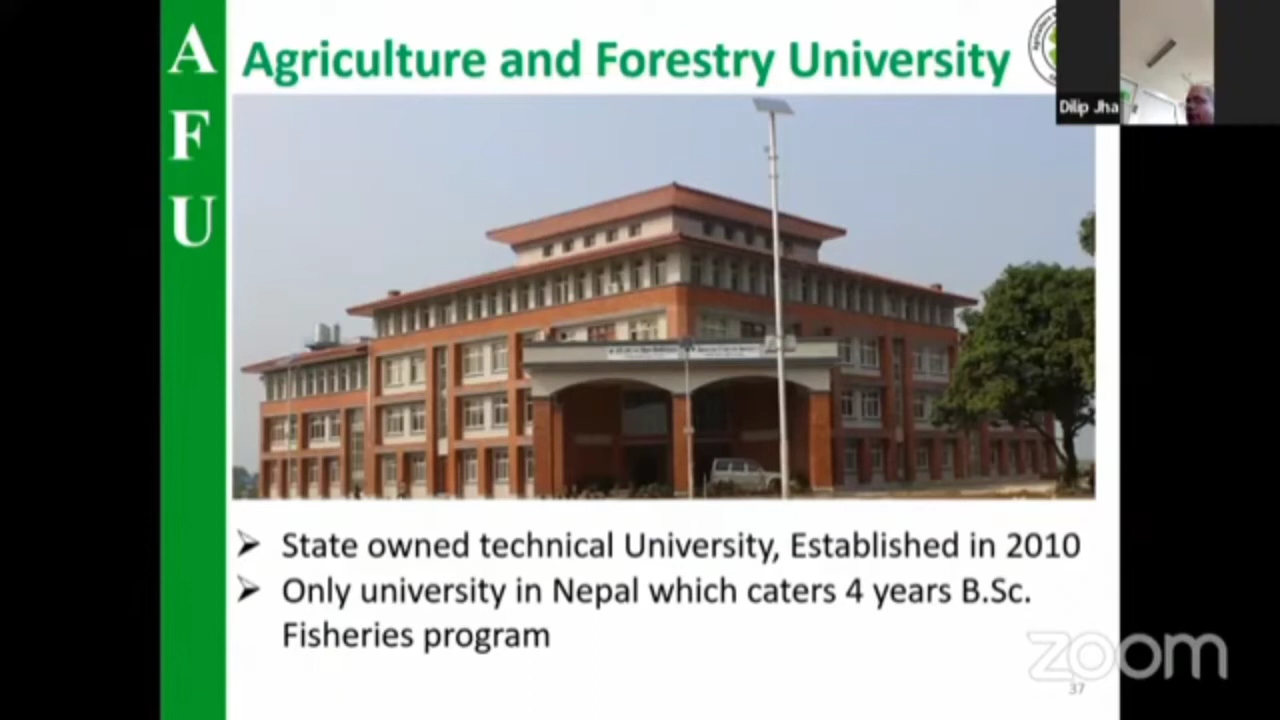 A
F
U
Agriculture and Forestry University
Dilip Jha
➢ State owned technical University, Established in 2010
➢ Only university in Nepal which caters 4 years B.Sc.
Fisheries program
zoom
37